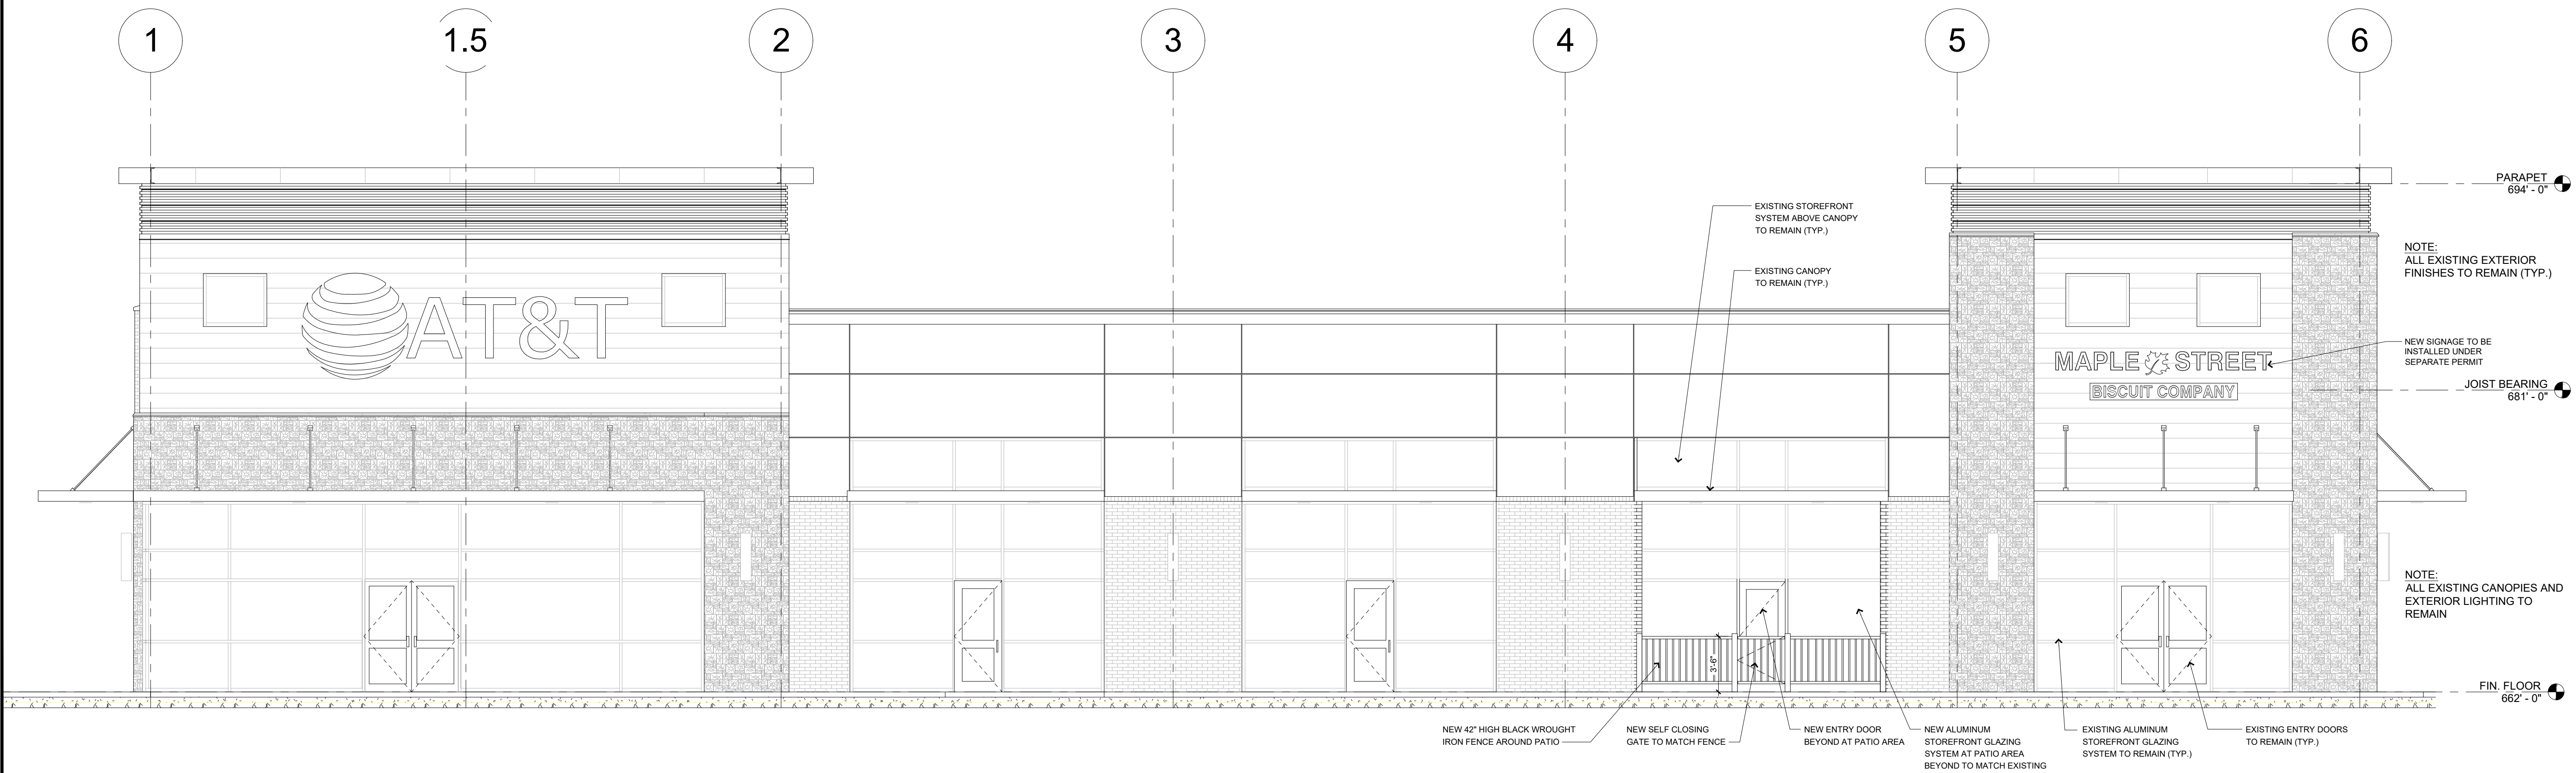 1
1.5
2
3
4
5
6
PARAPET
694' - 0"
EXISTING STOREFRONT
SYSTEM ABOVE CANOPY
TO REMAIN (TYP.)
EXISTING CANOPY
TO REMAIN (TYP.)
NOTE:
ALL EXISTING EXTERIOR
FINISHES TO REMAIN (TYP.)
AT&T
MAPLE STREET
BISCUIT COMPANY
NEW SIGNAGE TO BE
INSTALLED UNDER
SEPARATE PERMIT
JOIST BEARING
681' - 0"
NOTE:
ALL EXISTING CANOPIES AND
EXTERIOR LIGHTING TO
REMAIN
3'-6"
FIN. FLOOR
662' - 0"
NEW 42" HIGH BLACK WROUGHT
IRON FENCE AROUND PATIO
NEW SELF CLOSING
GATE TO MATCH FENCE
NEW ENTRY DOOR
BEYOND AT PATIO AREA
NEW ALUMINUM
STOREFRONT GLAZING
SYSTEM AT PATIO AREA
BEYOND TO MATCH EXISTING
EXISTING ALUMINUM
STOREFRONT GLAZING
SYSTEM TO REMAIN (TYP.)
EXISTING ENTRY DOORS
TO REMAIN (TYP.)